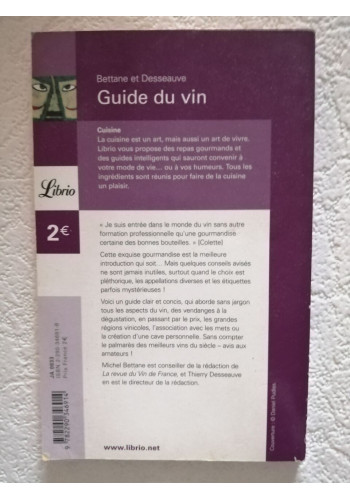 Bettane et Desseauve
Guide du vin
Cuisine
La cuisine est un art, mais aussi un art de vivre.
Librio vous propose des repas gourmands et
des guides intelligents qui sauront convenir à
votre mode de vie... ou à vos humeurs. Tous les
ingrédients sont réunis pour faire de la cuisine
un plaisir.
Librio
2€
« Je suis entrée dans le monde du vin sans autre
formation professionnelle qu'une gourmandise
certaine des bonnes bouteilles. » (Colette)
Cette exquise gourmandise est la meilleure
introduction qui soit... Mais quelques conseils avisés
ne sont jamais inutiles, surtout quand le choix est
pléthorique, les appellations diverses et les étiquettes
parfois mystérieuses !
Voici un guide clair et concis, qui aborde sans jargon
tous les aspects du vin, des vendanges à la
dégustation, en passant par le prix, les grandes
régions vinicoles, l'association avec les mets ou
la création d'une cave personnelle. Sans compter
le palmarès des meilleurs vins du siècle – avis aux
amateurs !
Michel Bettane est conseiller de la rédaction de
La revue du Vin de France, et Thierry Desseauve
en est le directeur de la rédaction.
Prix France 2€
www.librio.net